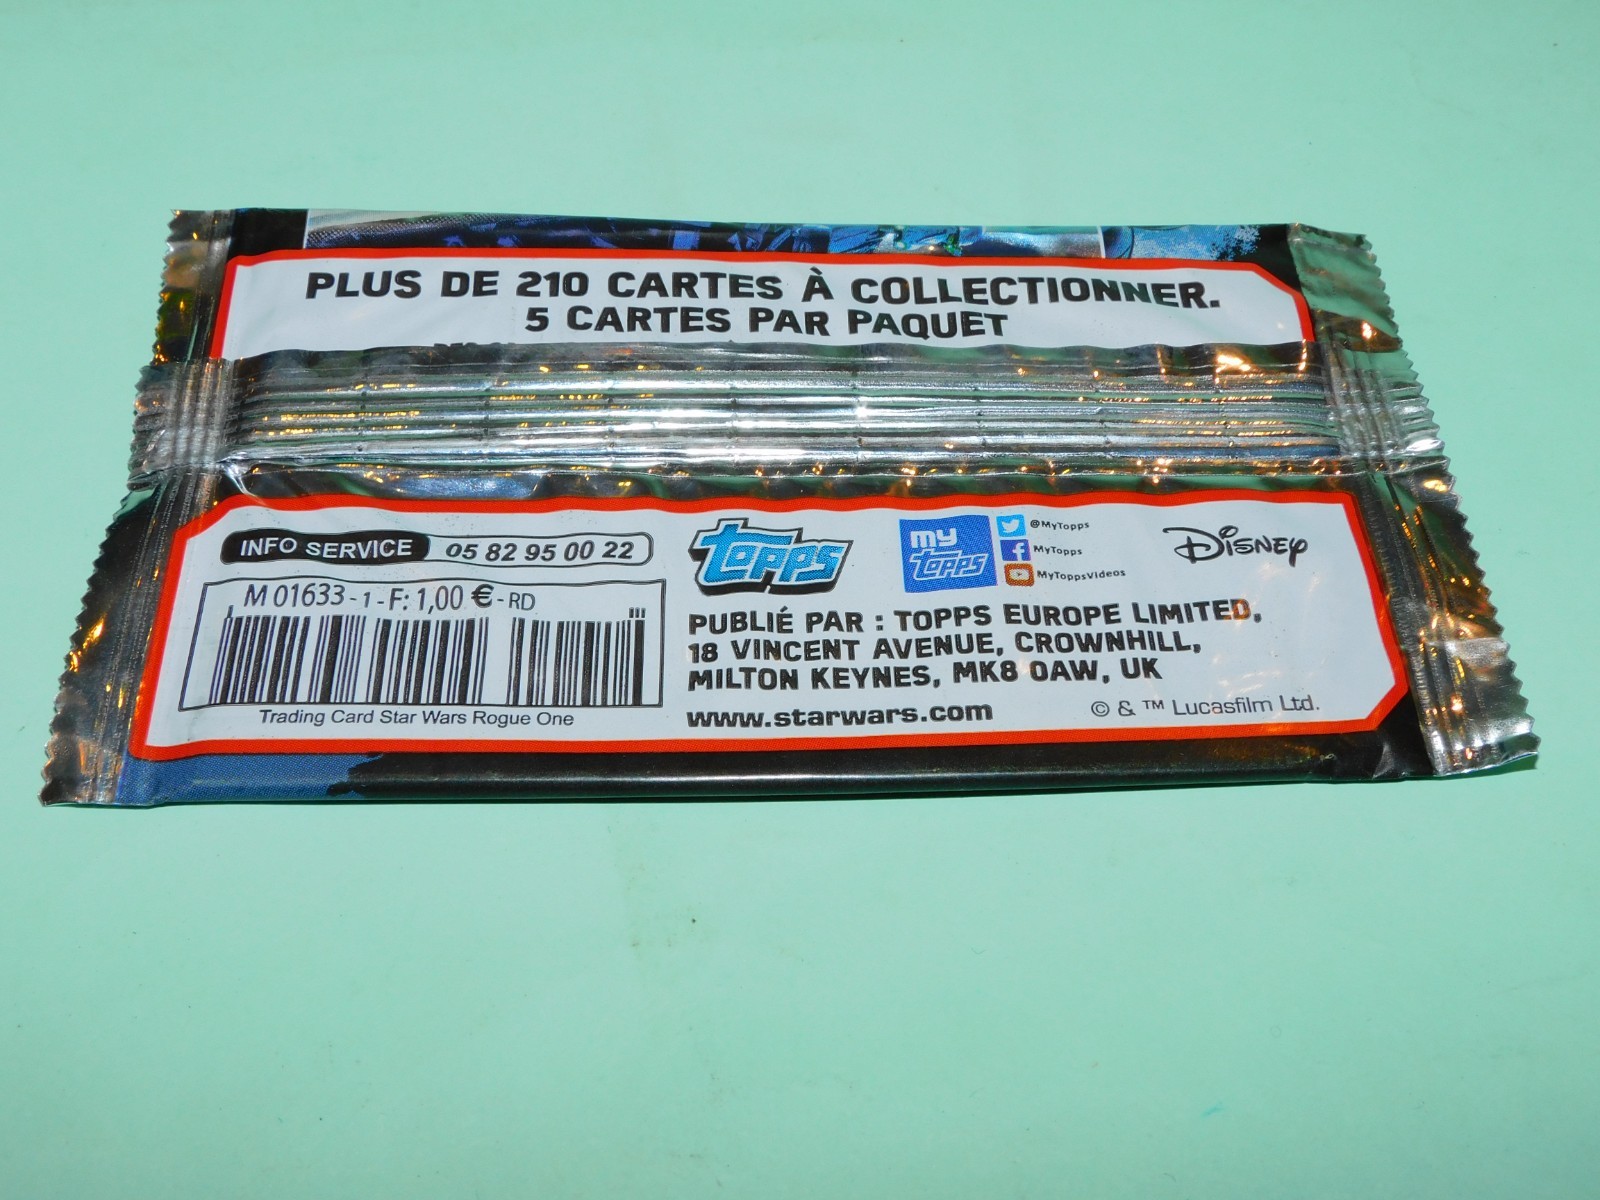 PLUS DE 210 CARTES À COLLECTIONNER.
5 CARTES PAR PAQUET
INFO SERVICE 05 82 95 00 22
M 01633 - 1 - F: 1,00 € - RD
Trading Card Star Wars Rogue One
topps
my topps
@MyTopps
MyTopps
MyToppsVideos
Disney
PUBLIÉ PAR : TOPPS EUROPE LIMITED,
18 VINCENT AVENUE, CROWNHILL,
MILTON KEYNES, MK8 0AW, UK
www.starwars.com
© & ™ Lucasfilm Ltd.